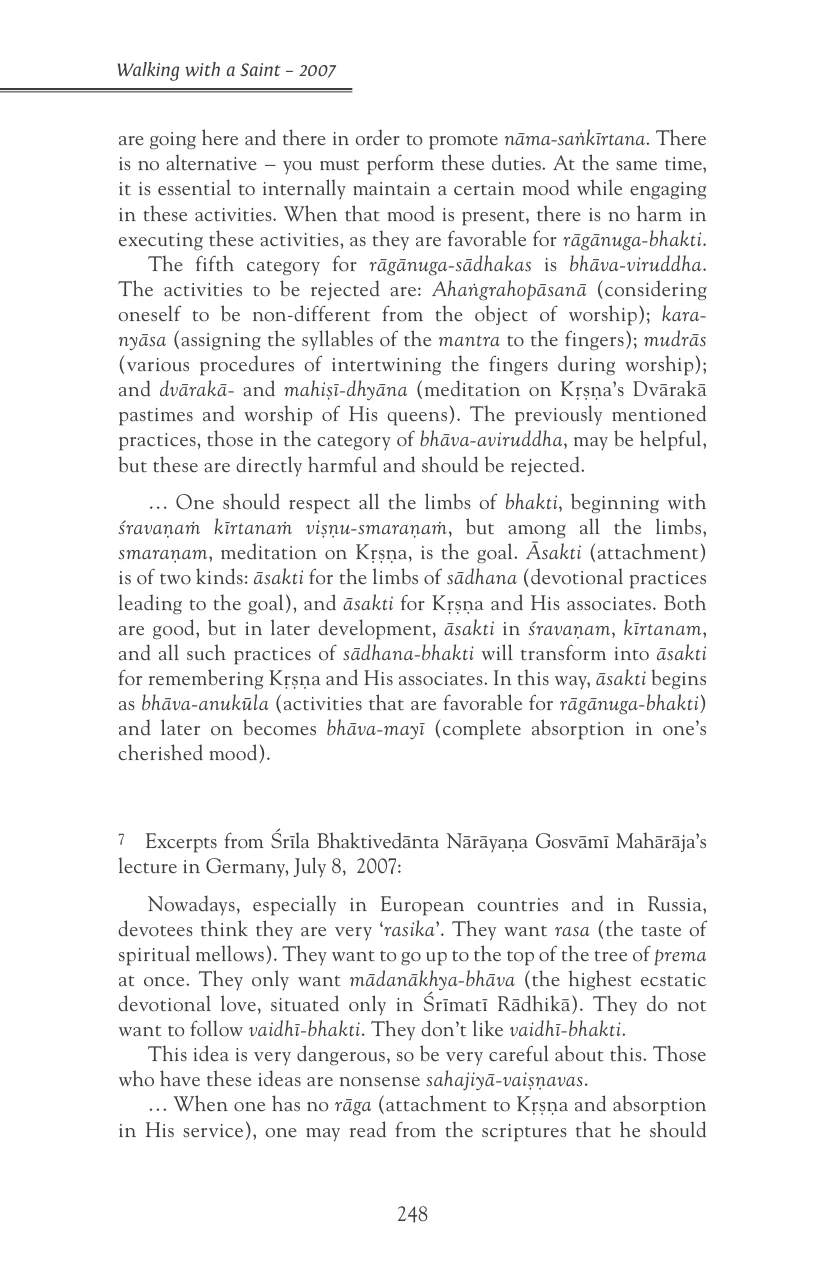 Walking with a Saint – 2007
are going here and there in order to promote nāma-saṅkīrtana. There
is no alternative – you must perform these duties. At the same time,
it is essential to internally maintain a certain mood while engaging
in these activities. When that mood is present, there is no harm in
executing these activities, as they are favorable for rāgānuga-bhakti.
The fifth category for rāgānuga-sādhakas is bhāva-viruddha.
The activities to be rejected are: Ahaṅgrahopāsanā (considering
oneself to be non-different from the object of worship); kara-
nyāsa (assigning the syllables of the mantra to the fingers); mudrās
(various procedures of intertwining the fingers during worship);
and dvārakā- and mahiṣī-dhyāna (meditation on Kṛṣṇa’s Dvārakā
pastimes and worship of His queens). The previously mentioned
practices, those in the category of bhāva-aviruddha, may be helpful,
but these are directly harmful and should be rejected.
… One should respect all the limbs of bhakti, beginning with
śravaṇaṁ kīrtanaṁ viṣṇu-smaraṇaṁ, but among all the limbs,
smaraṇam, meditation on Kṛṣṇa, is the goal. Āsakti (attachment)
is of two kinds: āsakti for the limbs of sādhana (devotional practices
leading to the goal), and āsakti for Kṛṣṇa and His associates. Both
are good, but in later development, āsakti in śravaṇam, kīrtanam,
and all such practices of sādhana-bhakti will transform into āsakti
for remembering Kṛṣṇa and His associates. In this way, āsakti begins
as bhāva-anukūla (activities that are favorable for rāgānuga-bhakti)
and later on becomes bhāva-mayī (complete absorption in one’s
cherished mood).
7 Excerpts from Śrīla Bhaktivedānta Nārāyaṇa Gosvāmī Mahārāja’s
lecture in Germany, July 8, 2007:
Nowadays, especially in European countries and in Russia,
devotees think they are very ‘rasika’. They want rasa (the taste of
spiritual mellows). They want to go up to the top of the tree of prema
at once. They only want mādanākhya-bhāva (the highest ecstatic
devotional love, situated only in Śrīmatī Rādhikā). They do not
want to follow vaidhī-bhakti. They don’t like vaidhī-bhakti.
This idea is very dangerous, so be very careful about this. Those
who have these ideas are nonsense sahajiyā-vaiṣṇavas.
… When one has no rāga (attachment to Kṛṣṇa and absorption
in His service), one may read from the scriptures that he should
248